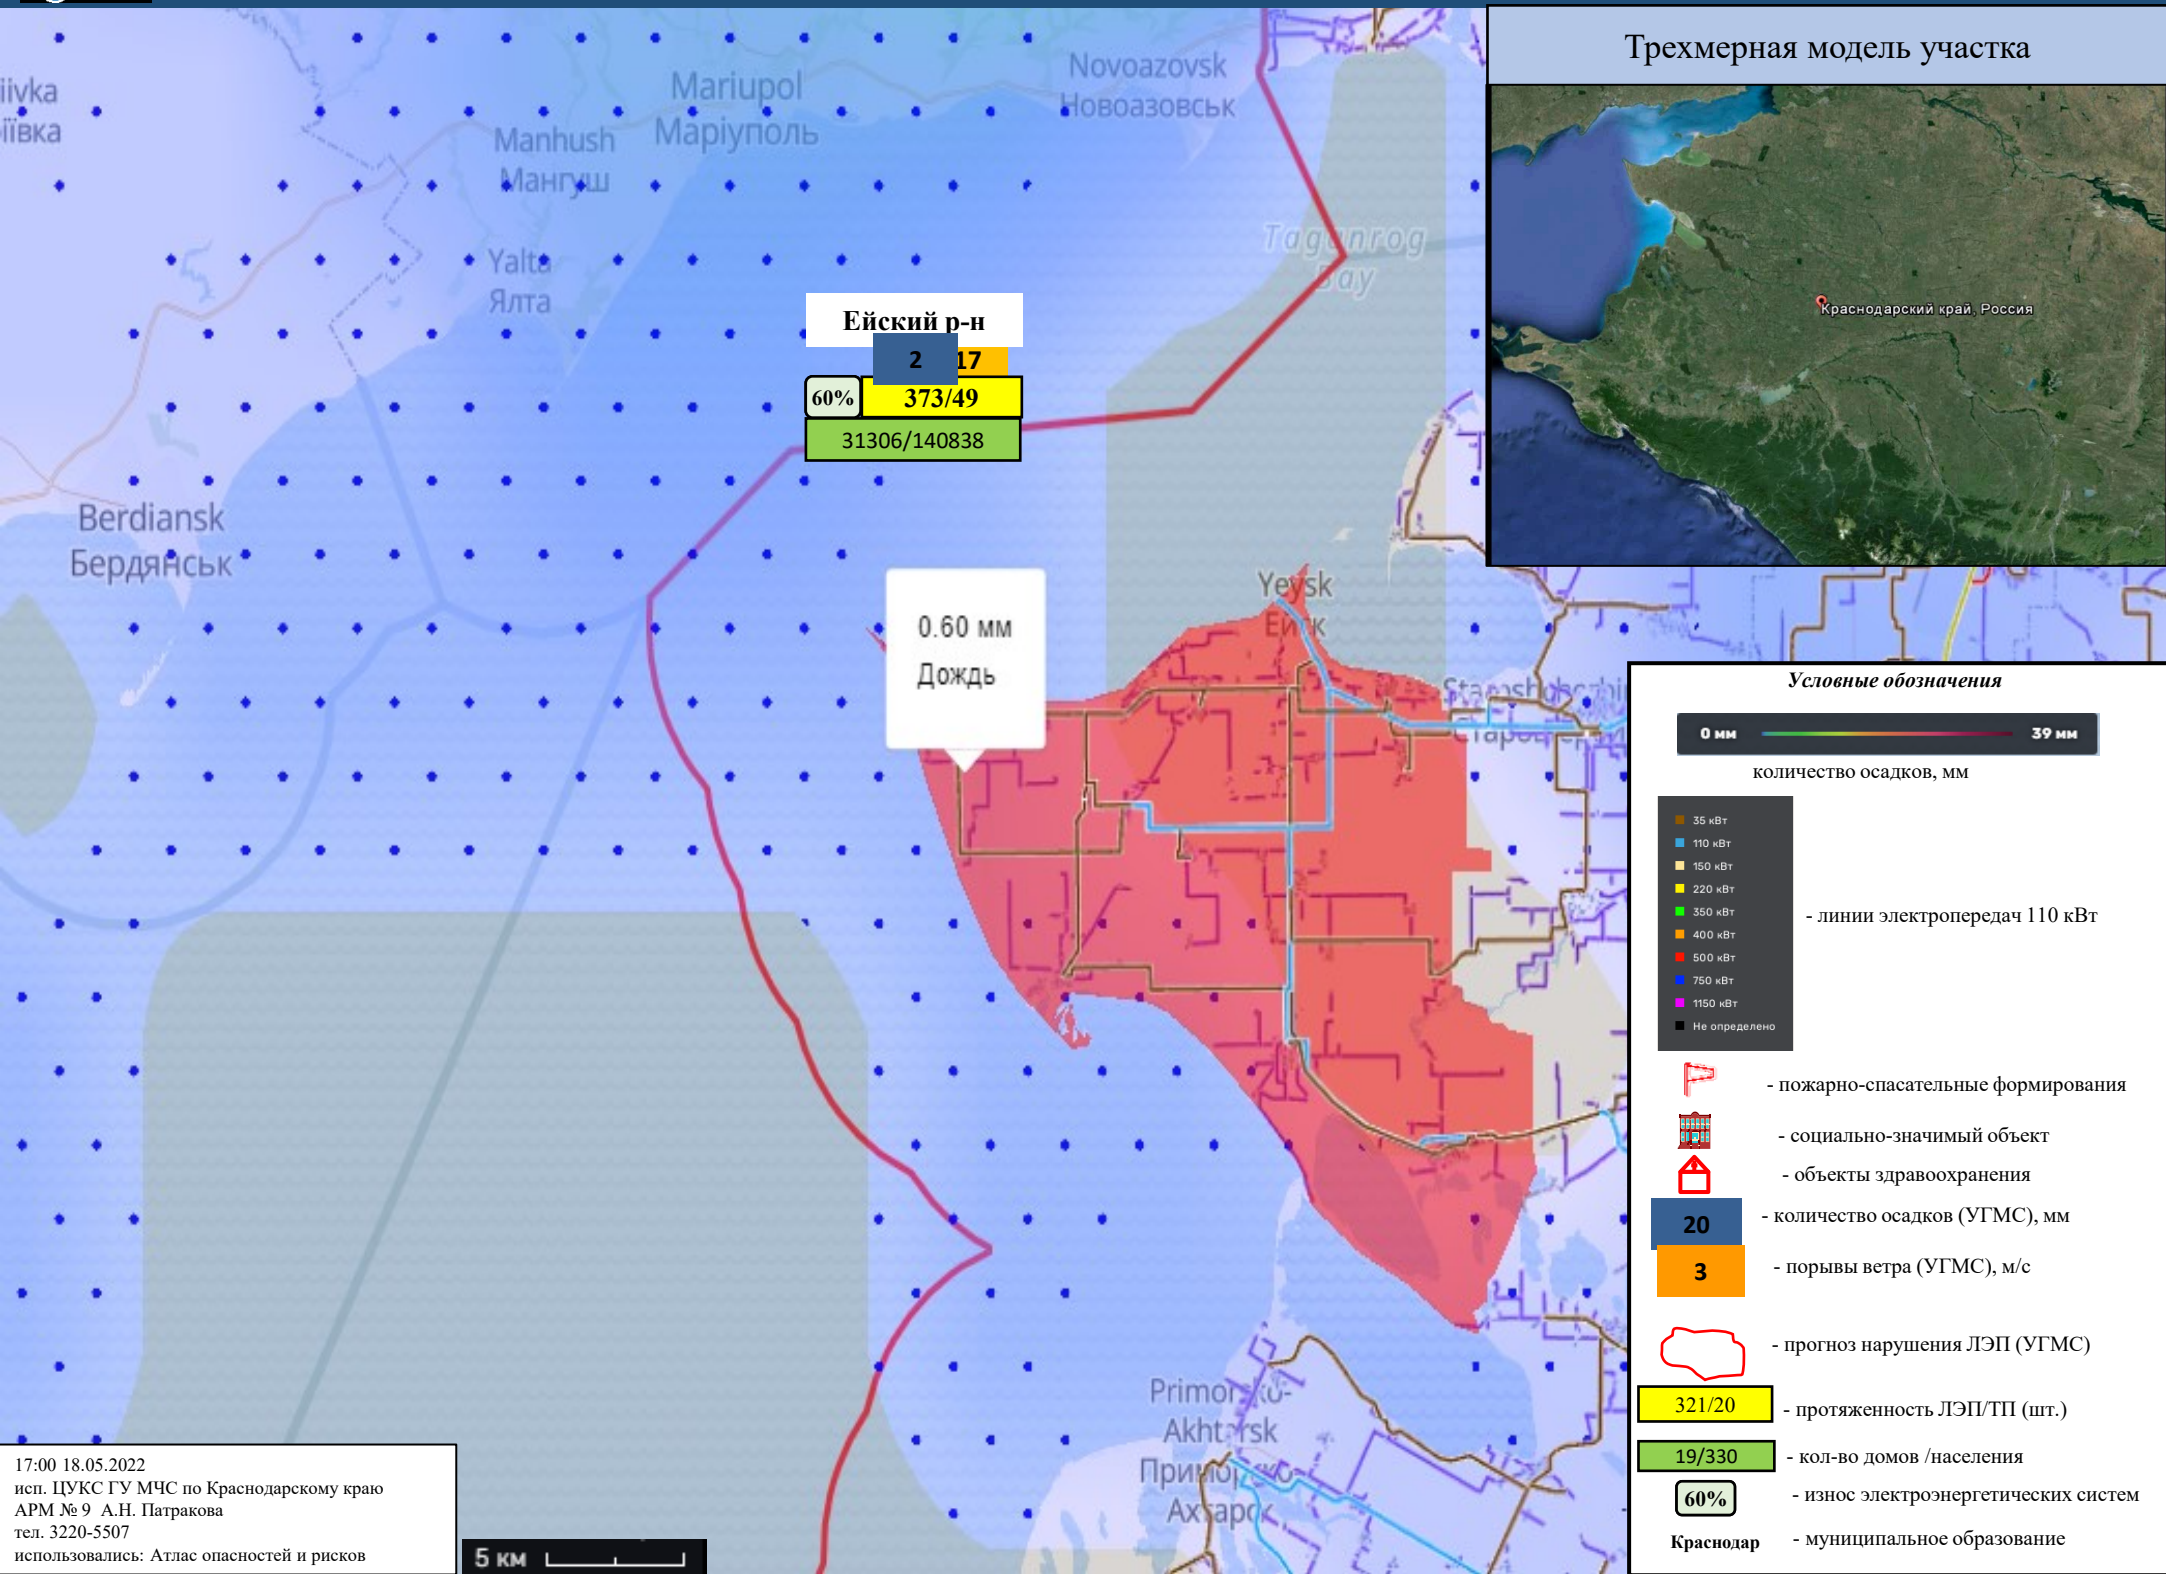 Трехмерная модель участка
Краснодарский край, Россия
Mariupol
Маріуполь
Novoazovsk
Новоазовськ
Manhush
Мангуш
Yalta
Ялта
Taganrog
Bay
Berdiansk
Бердянськ
Ейский р-н
2 17
60% 373/49
31306/140838
0.60 мм
Дождь
Yeysk
Ейск
Primorsko-
Akhtarsk
Приморско-
Ахтарск
Условные обозначения
0 мм 39 мм
количество осадков, мм
35 кВт
110 кВт
150 кВт
220 кВт
350 кВт
400 кВт
500 кВт
750 кВт
1150 кВт
Не определено
- линии электропередач 110 кВт
- пожарно-спасательные формирования
- социально-значимый объект
- объекты здравоохранения
20 - количество осадков (УГМС), мм
3 - порывы ветра (УГМС), м/с
- прогноз нарушения ЛЭП (УГМС)
321/20 - протяженность ЛЭП/ТП (шт.)
19/330 - кол-во домов /населения
60% - износ электроэнергетических систем
Краснодар - муниципальное образование
17:00 18.05.2022
исп. ЦУКС ГУ МЧС по Краснодарскому краю
АРМ № 9 А.Н. Патракова
тел. 3220-5507
использовались: Атлас опасностей и рисков
5 км